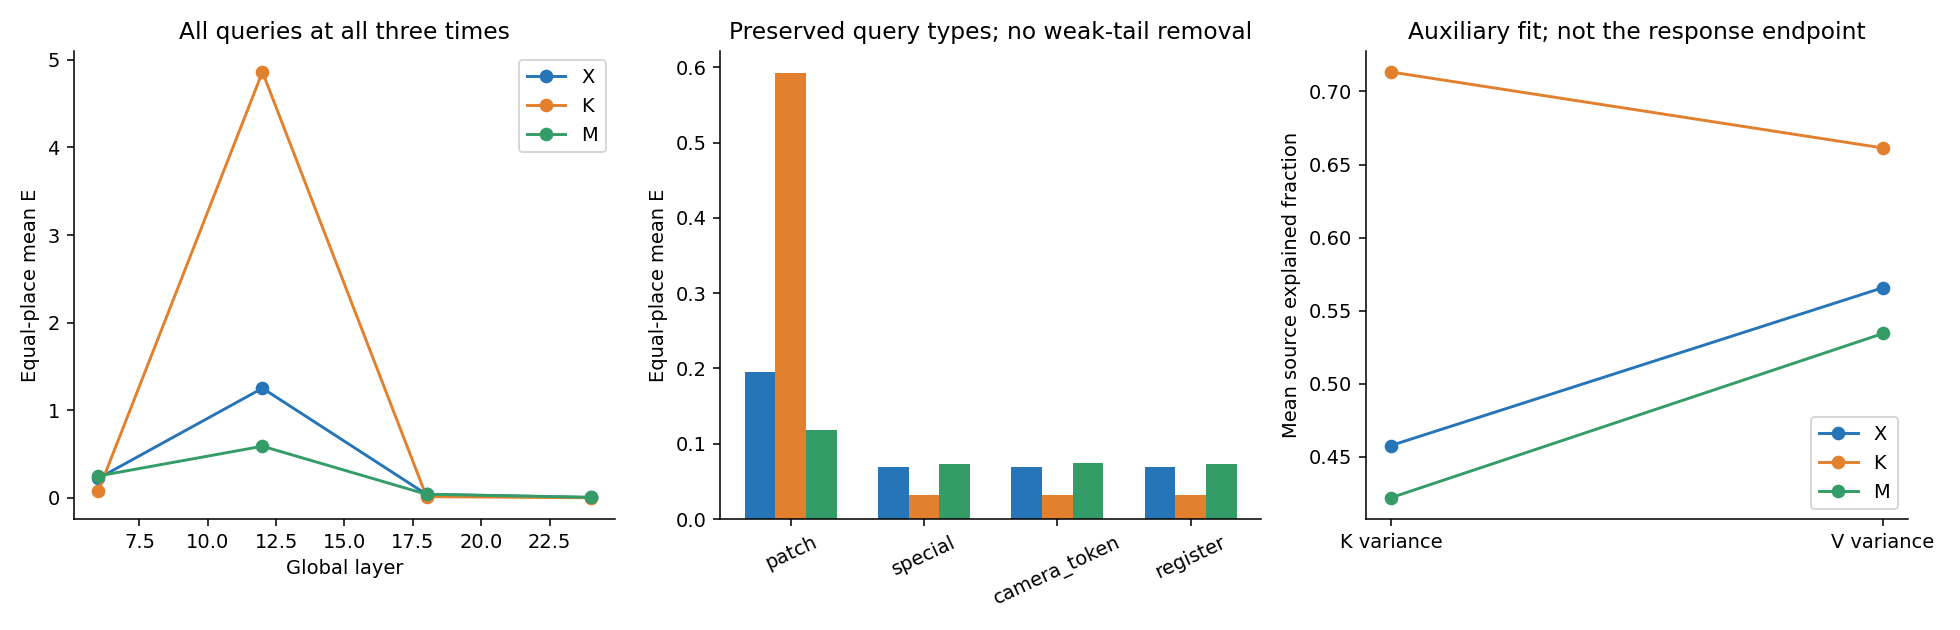 All queries at all three times
Equal-place mean E
5
4
3
2
1
0
7.5 10.0 12.5 15.0 17.5 20.0 22.5
Global layer
X
K
M
Preserved query types; no weak-tail removal
Equal-place mean E
0.6
0.5
0.4
0.3
0.2
0.1
0.0
patch special camera_token register
Auxiliary fit; not the response endpoint
Mean source explained fraction
0.70
0.65
0.60
0.55
0.50
0.45
K variance V variance
X
K
M